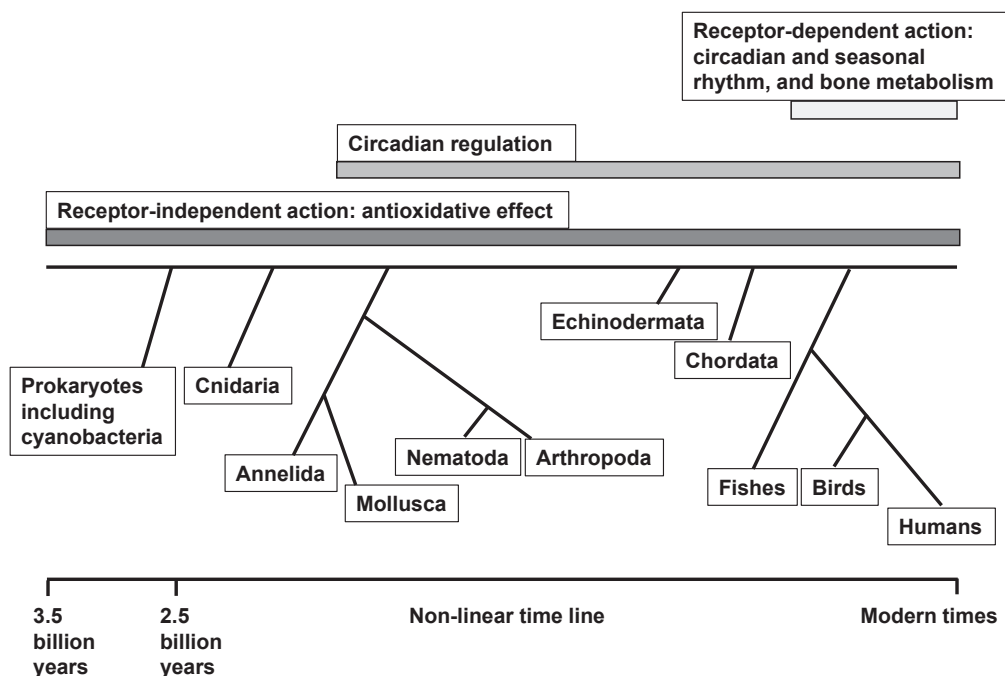 Receptor-dependent action:
circadian and seasonal
rhythm, and bone metabolism
Circadian regulation
Receptor-independent action: antioxidative effect
Echinodermata
Chordata
Prokaryotes
including
cyanobacteria
Cnidaria
Annelida
Mollusca
Nematoda
Arthropoda
Fishes
Birds
Humans
3.5
billion
years
2.5
billion
years
Non-linear time line
Modern times